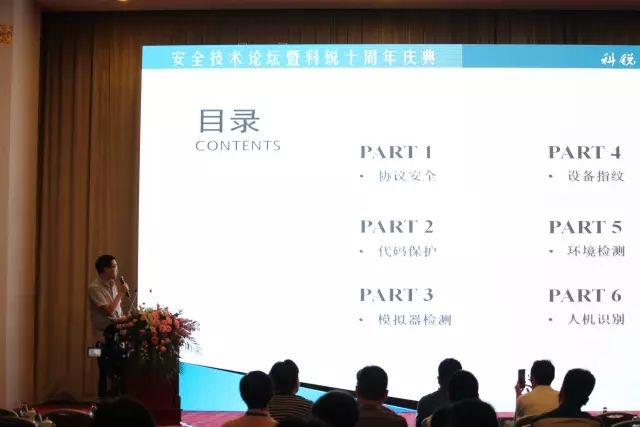 安全技术论坛暨科锐十周年庆典
科锐
目录
CONTENTS
PART 1
• 协议安全
PART 2
• 代码保护
PART 3
• 模拟器检测
PART 4
• 设备指纹
PART 5
• 环境检测
PART 6
• 人机识别